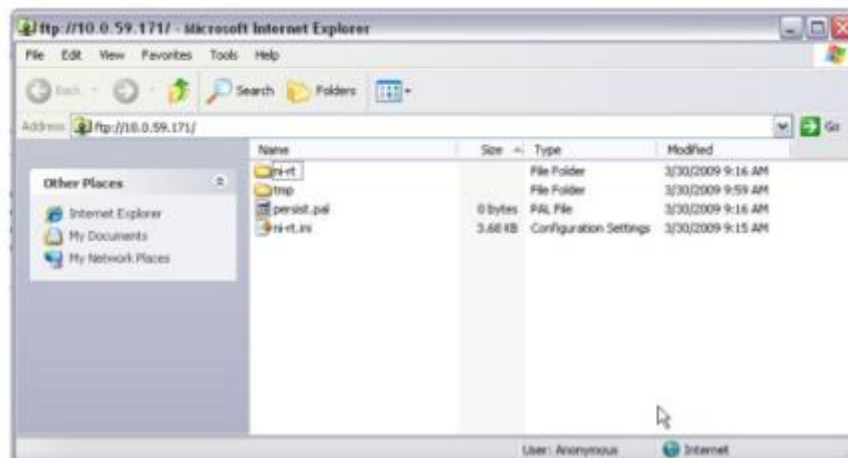 ftp://10.0.59.171/ - Microsoft Internet Explorer
File Edit View Favorites Tools Help
Back Search Folders
Address ftp://10.0.59.171/ Go
Name Size Type Modified
Other Places
Internet Explorer
My Documents
My Network Places
ni-rt File Folder 3/30/2009 9:16 AM
tmp File Folder 3/30/2009 9:59 AM
persist.pal 0 bytes PAL File 3/30/2009 9:16 AM
ni-rt.ini 3.68 KB Configuration Settings 3/30/2009 9:15 AM
User: Anonymous Internet